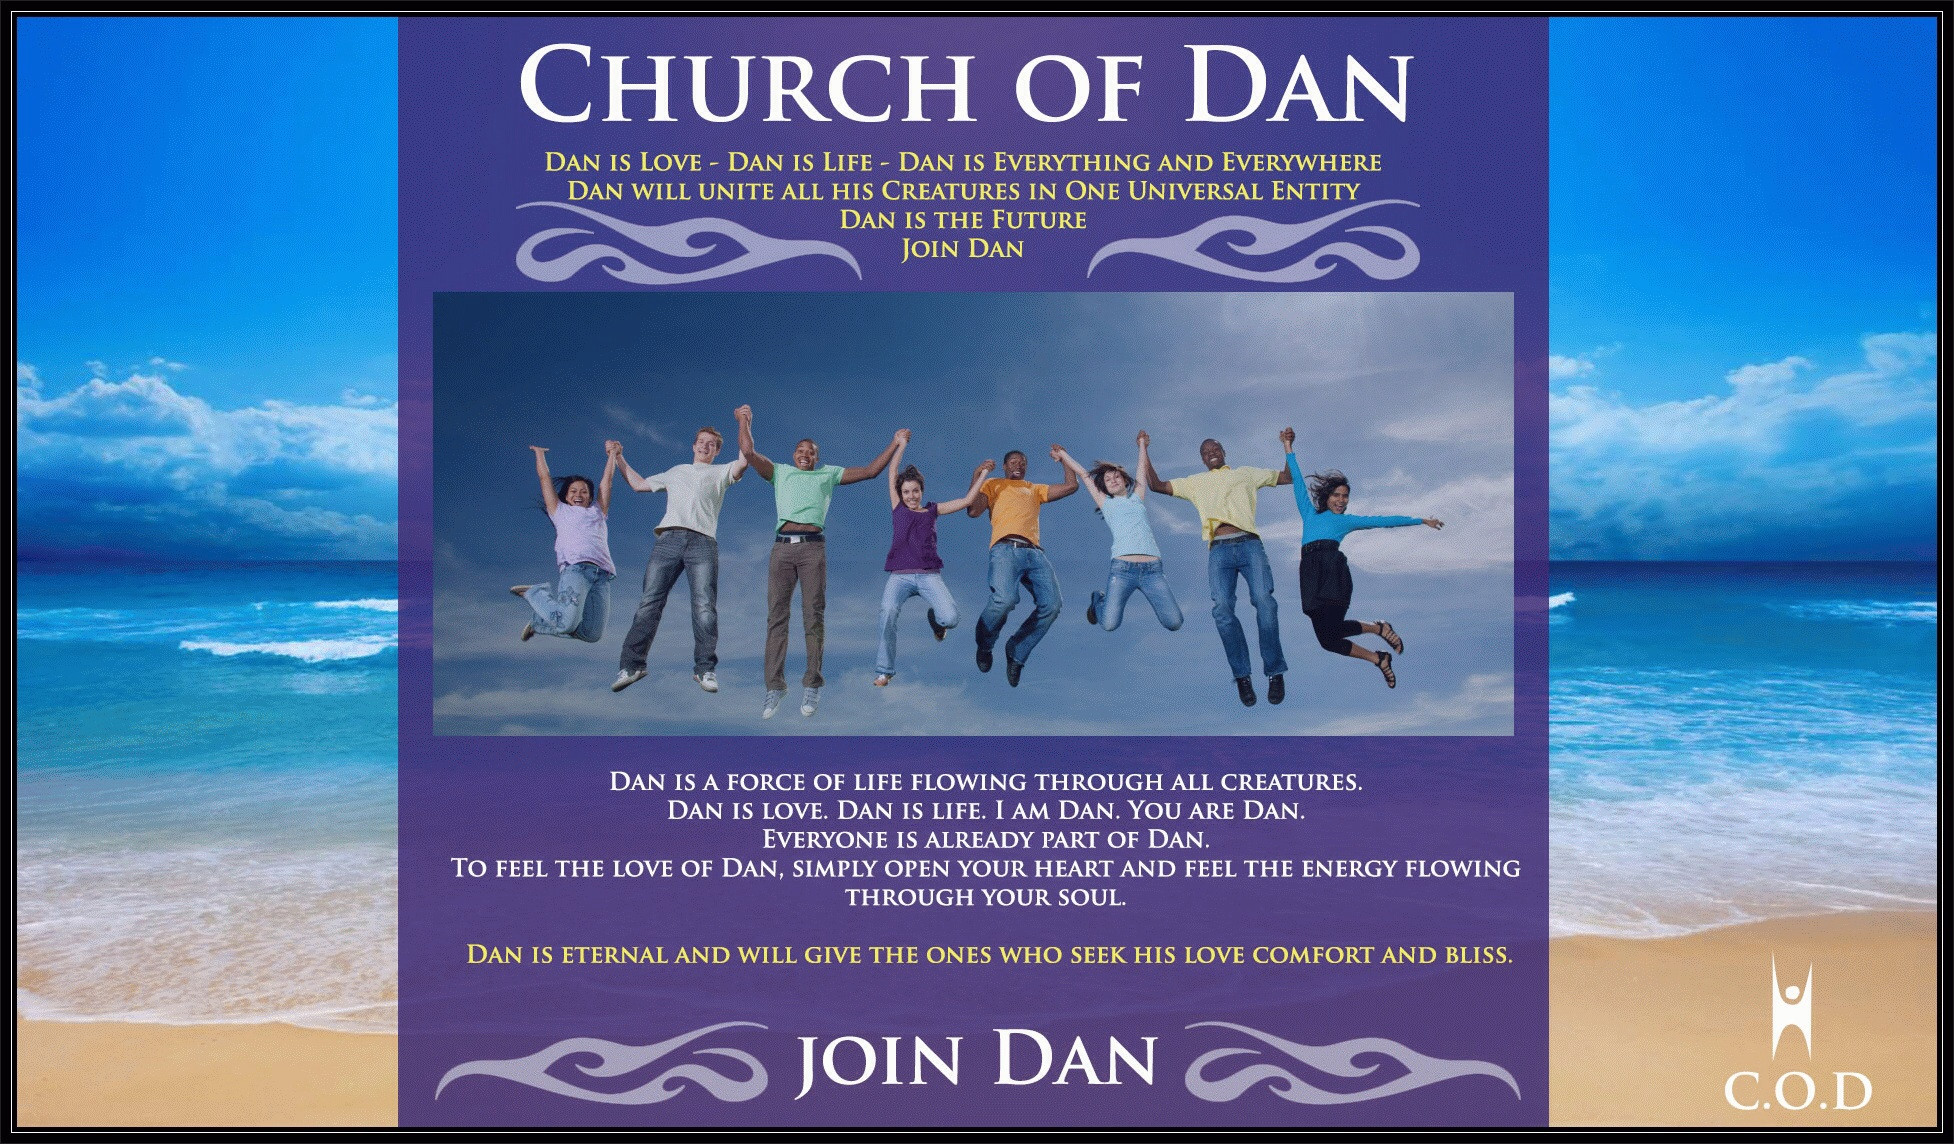 Church of Dan
Dan is Love - Dan is Life - Dan is Everything and Everywhere
Dan will unite all his Creatures in One Universal Entity
Dan is the Future
Join Dan
Dan is a force of life flowing through all creatures.
Dan is love. Dan is life. I am Dan. You are Dan.
Everyone is already part of Dan.
To feel the love of Dan, simply open your heart and feel the energy flowing
through your soul.
Dan is eternal and will give the ones who seek his love comfort and bliss.
join Dan
C.O.D